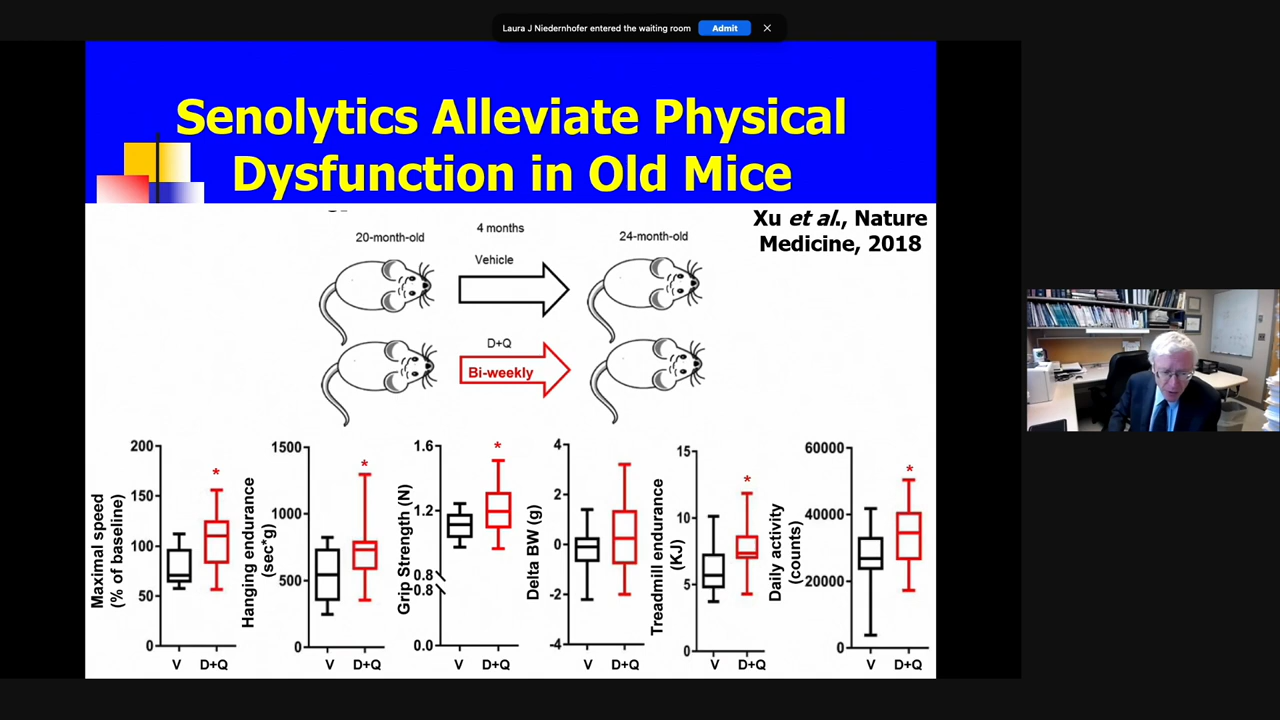 Laura J Niedernhofer entered the waiting room
Admit
Senolytics Alleviate Physical
Dysfunction in Old Mice
Xu et al., Nature
Medicine, 2018
20-month-old
4 months
24-month-old
Vehicle
D+Q
Bi-weekly
Maximal speed
(% of baseline)
200
150
100
50
0
*
V
D+Q
Hanging endurance
(sec*g)
1500
1000
500
0
*
V
D+Q
Grip Strength (N)
1.6
1.2
0.8
0.8
0.0
*
V
D+Q
Delta BW (g)
4
2
0
-2
-4
V
D+Q
Treadmill endurance
(KJ)
15
10
5
0
*
V
D+Q
Daily activity
(counts)
60000
40000
20000
0
*
V
D+Q